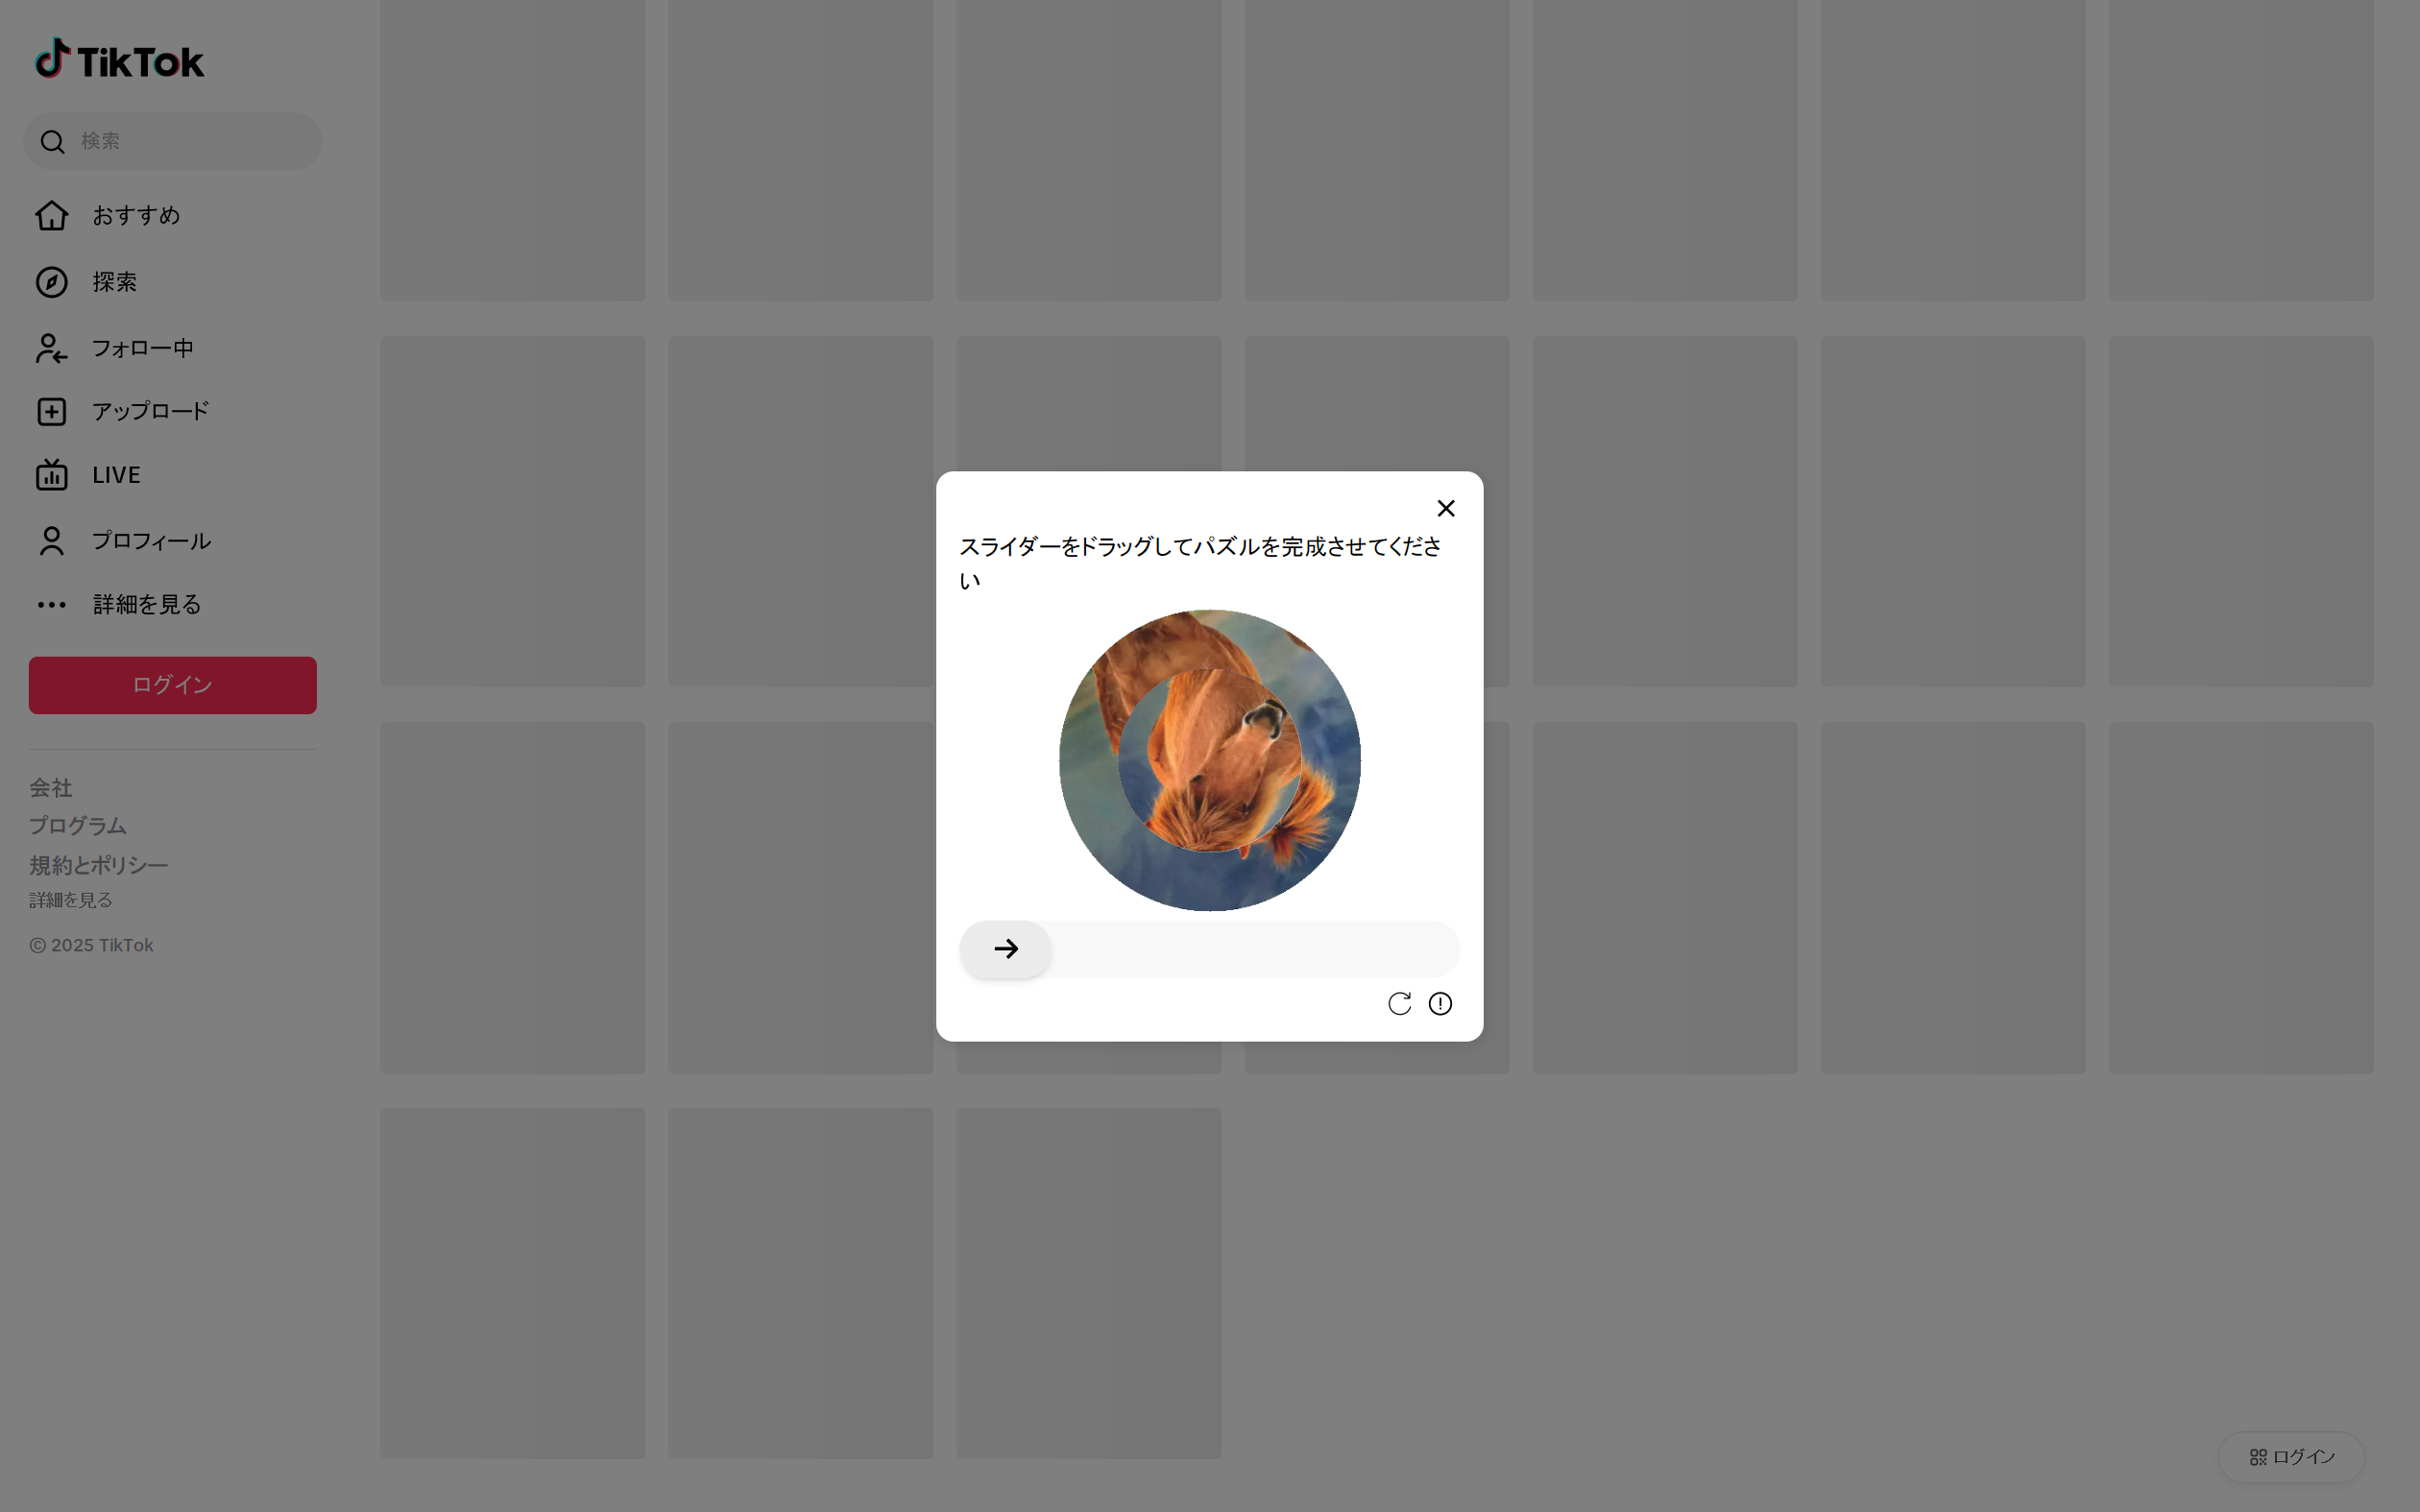 TikTok
検索
おすすめ
探索
フォロー中
アップロード
LIVE
プロフィール
詳細を見る
ログイン
会社
プログラム
規約とポリシー
詳細を見る
© 2025 TikTok
スライダーをドラッグしてパズルを完成させてくださ
い
ログイン